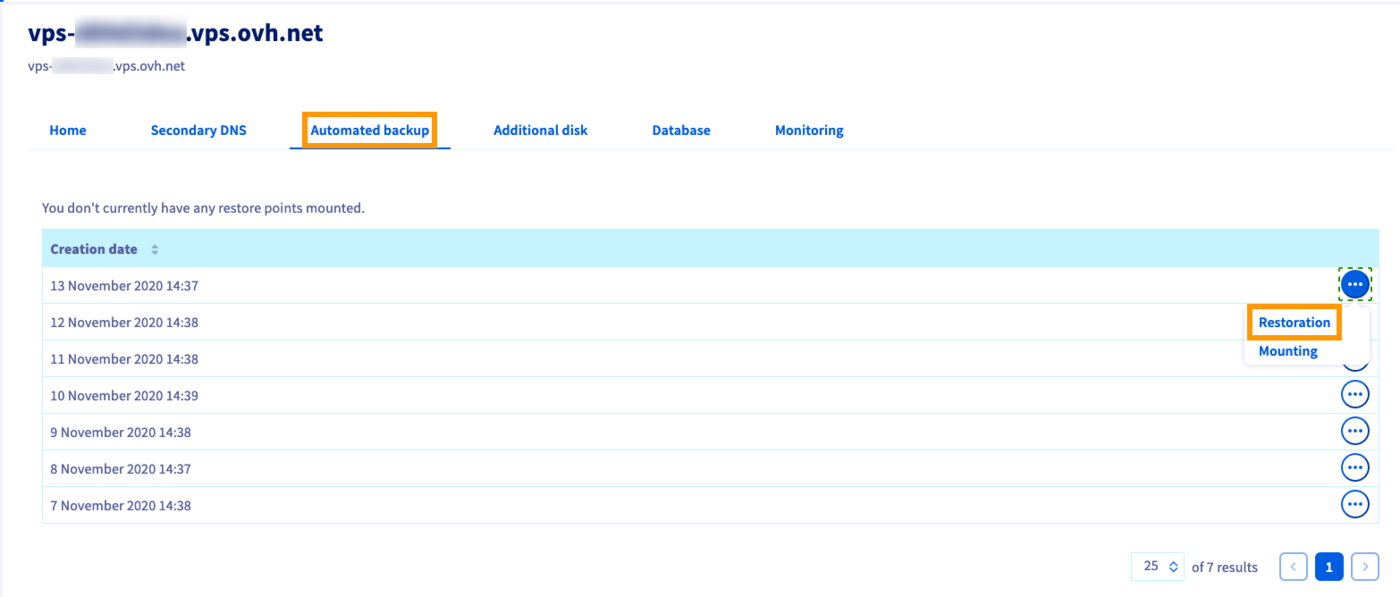 vps-.vps.ovh.net
vps-.vps.ovh.net
Home Secondary DNS Automated backup Additional disk Database Monitoring
You don't currently have any restore points mounted.
Creation date
13 November 2020 14:37
12 November 2020 14:38
Restoration
11 November 2020 14:38
Mounting
10 November 2020 14:39
9 November 2020 14:38
8 November 2020 14:37
7 November 2020 14:38
25 of 7 results 1